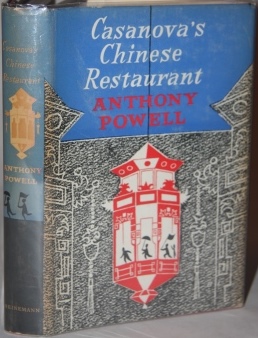 Casanova's
Chinese
Restaurant
ANTHONY
POWELL
Casanova's
Chinese
Restaurant
ANTHONY
POWELL
HEINEMANN